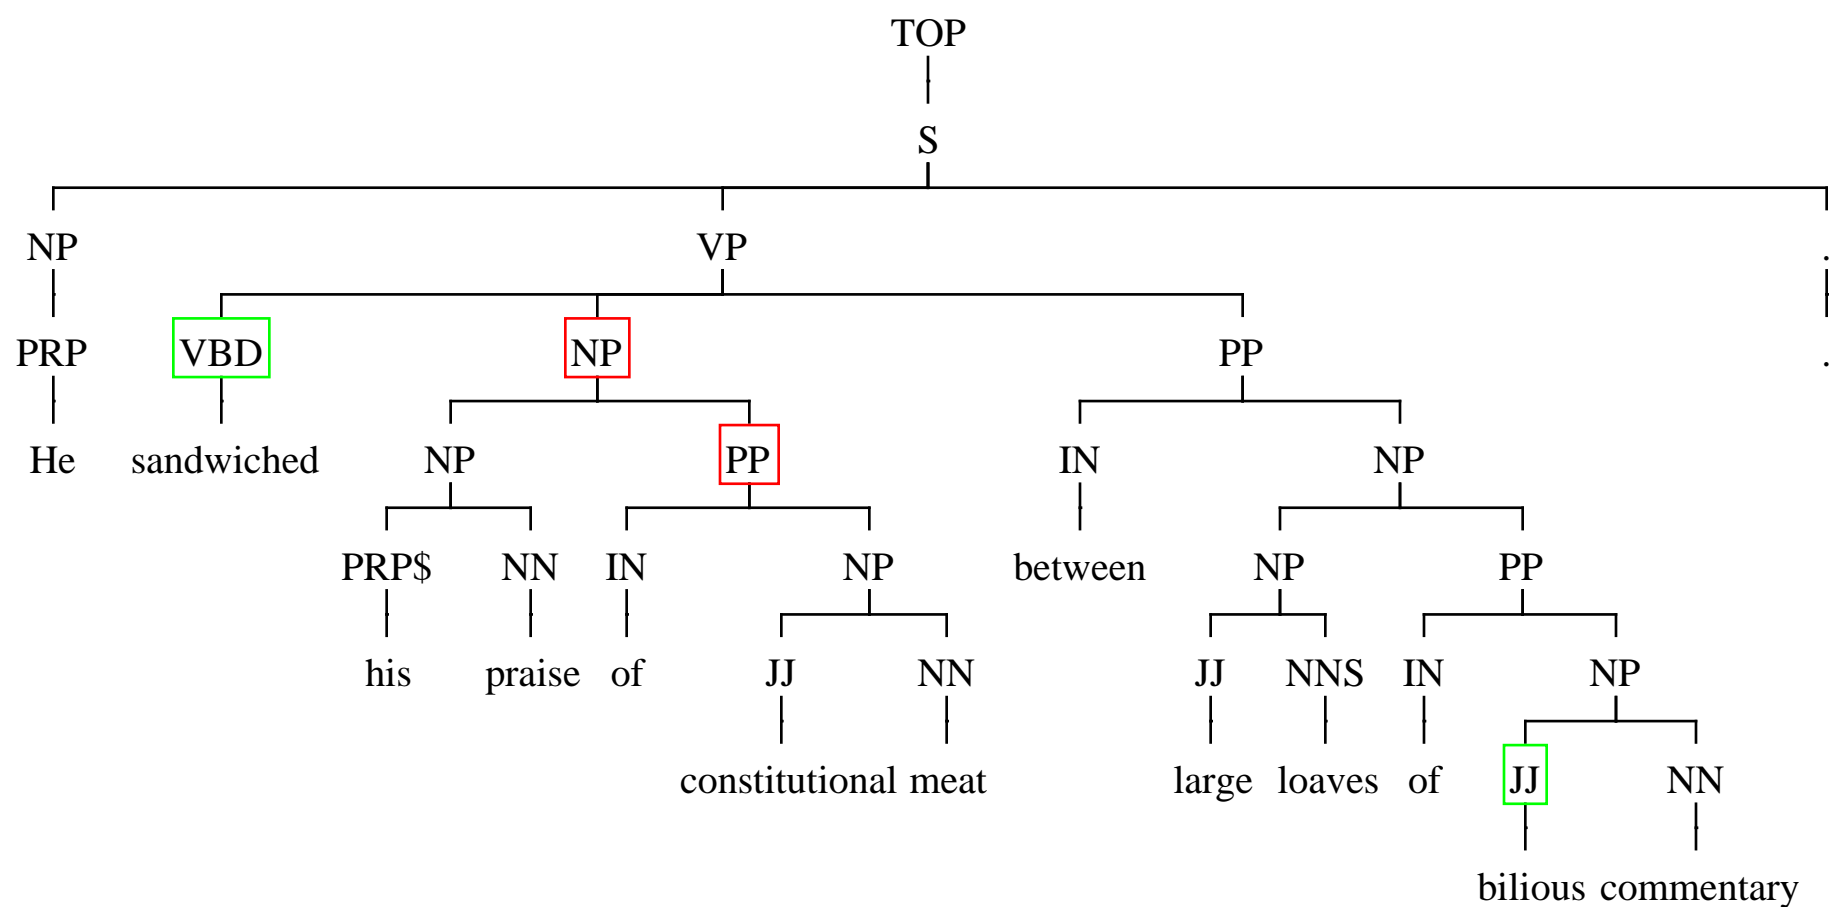 TOP
S
NP VP .
PRP VBD NP PP .
He sandwiched NP PP IN NP
PRP$ NN IN NP between NP PP
his praise of JJ NN JJ NNS IN NP
constitutional meat large loaves of JJ NN
bilious commentary